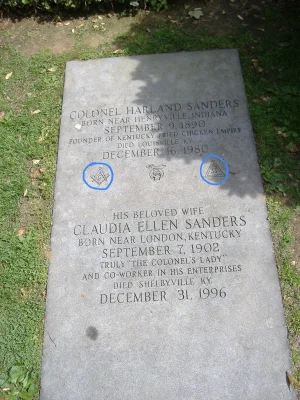 COLONEL HARLAND SANDERS
BORN NEAR HENRYVILLE, INDIANA
SEPTEMBER 9, 1890
FOUNDER OF KENTUCKY FRIED CHICKEN EMPIRE
DIED LOUISVILLE KY.
DECEMBER 16, 1980
HIS BELOVED WIFE
CLAUDIA ELLEN SANDERS
BORN NEAR LONDON, KENTUCKY
SEPTEMBER 7, 1902
TRULY "THE COLONEL'S LADY"
AND CO-WORKER IN HIS ENTERPRISES
DIED SHELBYVILLE KY.
DECEMBER 31, 1996